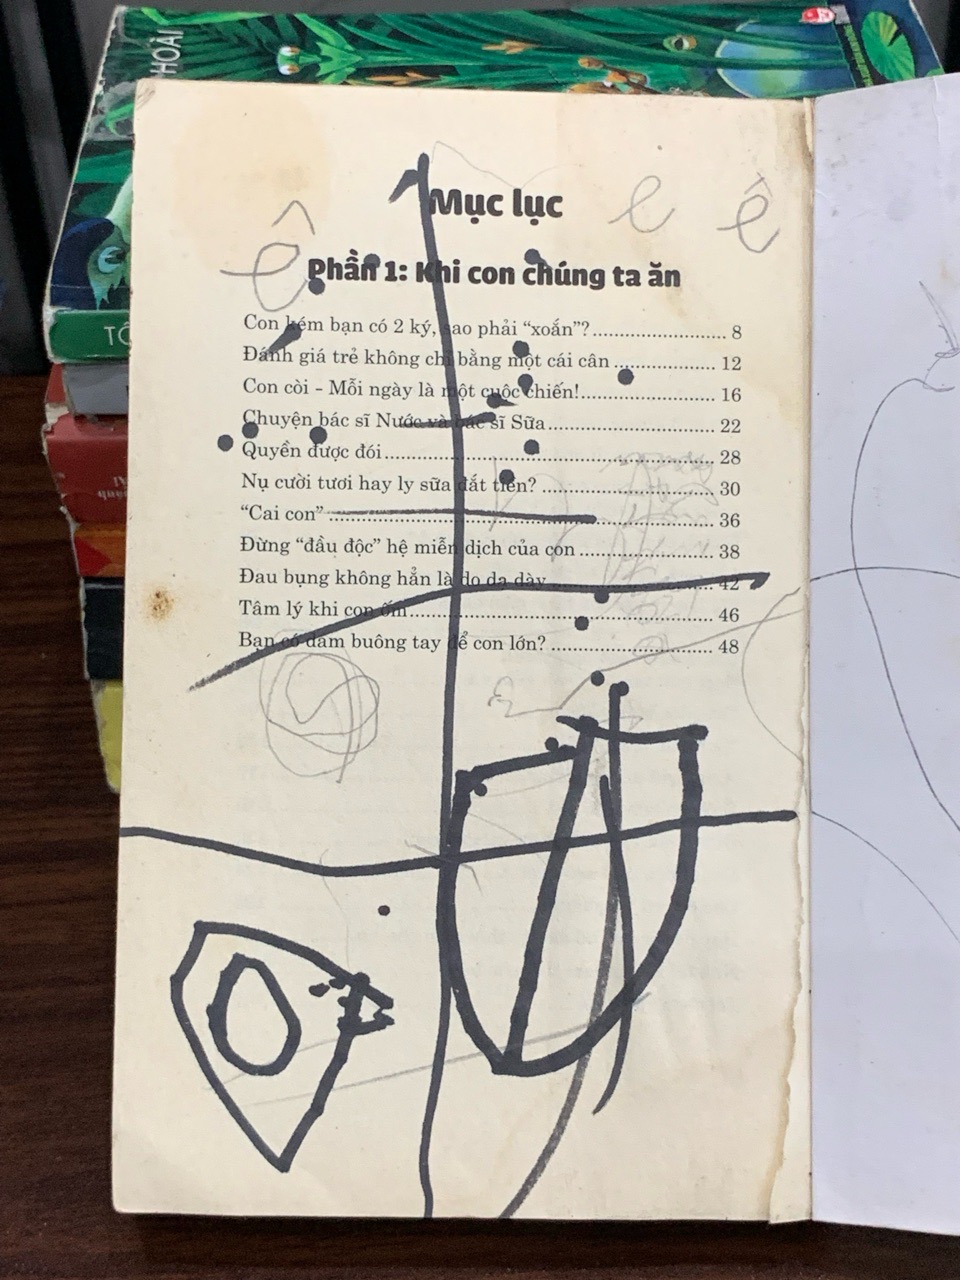 HOÀI
ê
Mục lục
e ê
Phần 1: Khi con chúng ta ăn
Con kém bạn có 2 ký, sao phải “xoắn”? 8
Đánh giá trẻ không chỉ bằng một cái cân 12
Con còi - Mỗi ngày là một cuộc chiến! 16
Chuyện bác sĩ Nước và bác sĩ Sữa 22
Quyền được đói 28
Nụ cười tươi hay ly sữa đắt tiền? 30
“Cai con” 36
Đừng “đầu độc” hệ miễn dịch của con 38
Đau bụng không hẳn là do dạ dày 42
Tâm lý khi con ốm 46
Bạn có dám buông tay để con lớn? 48
TÔ